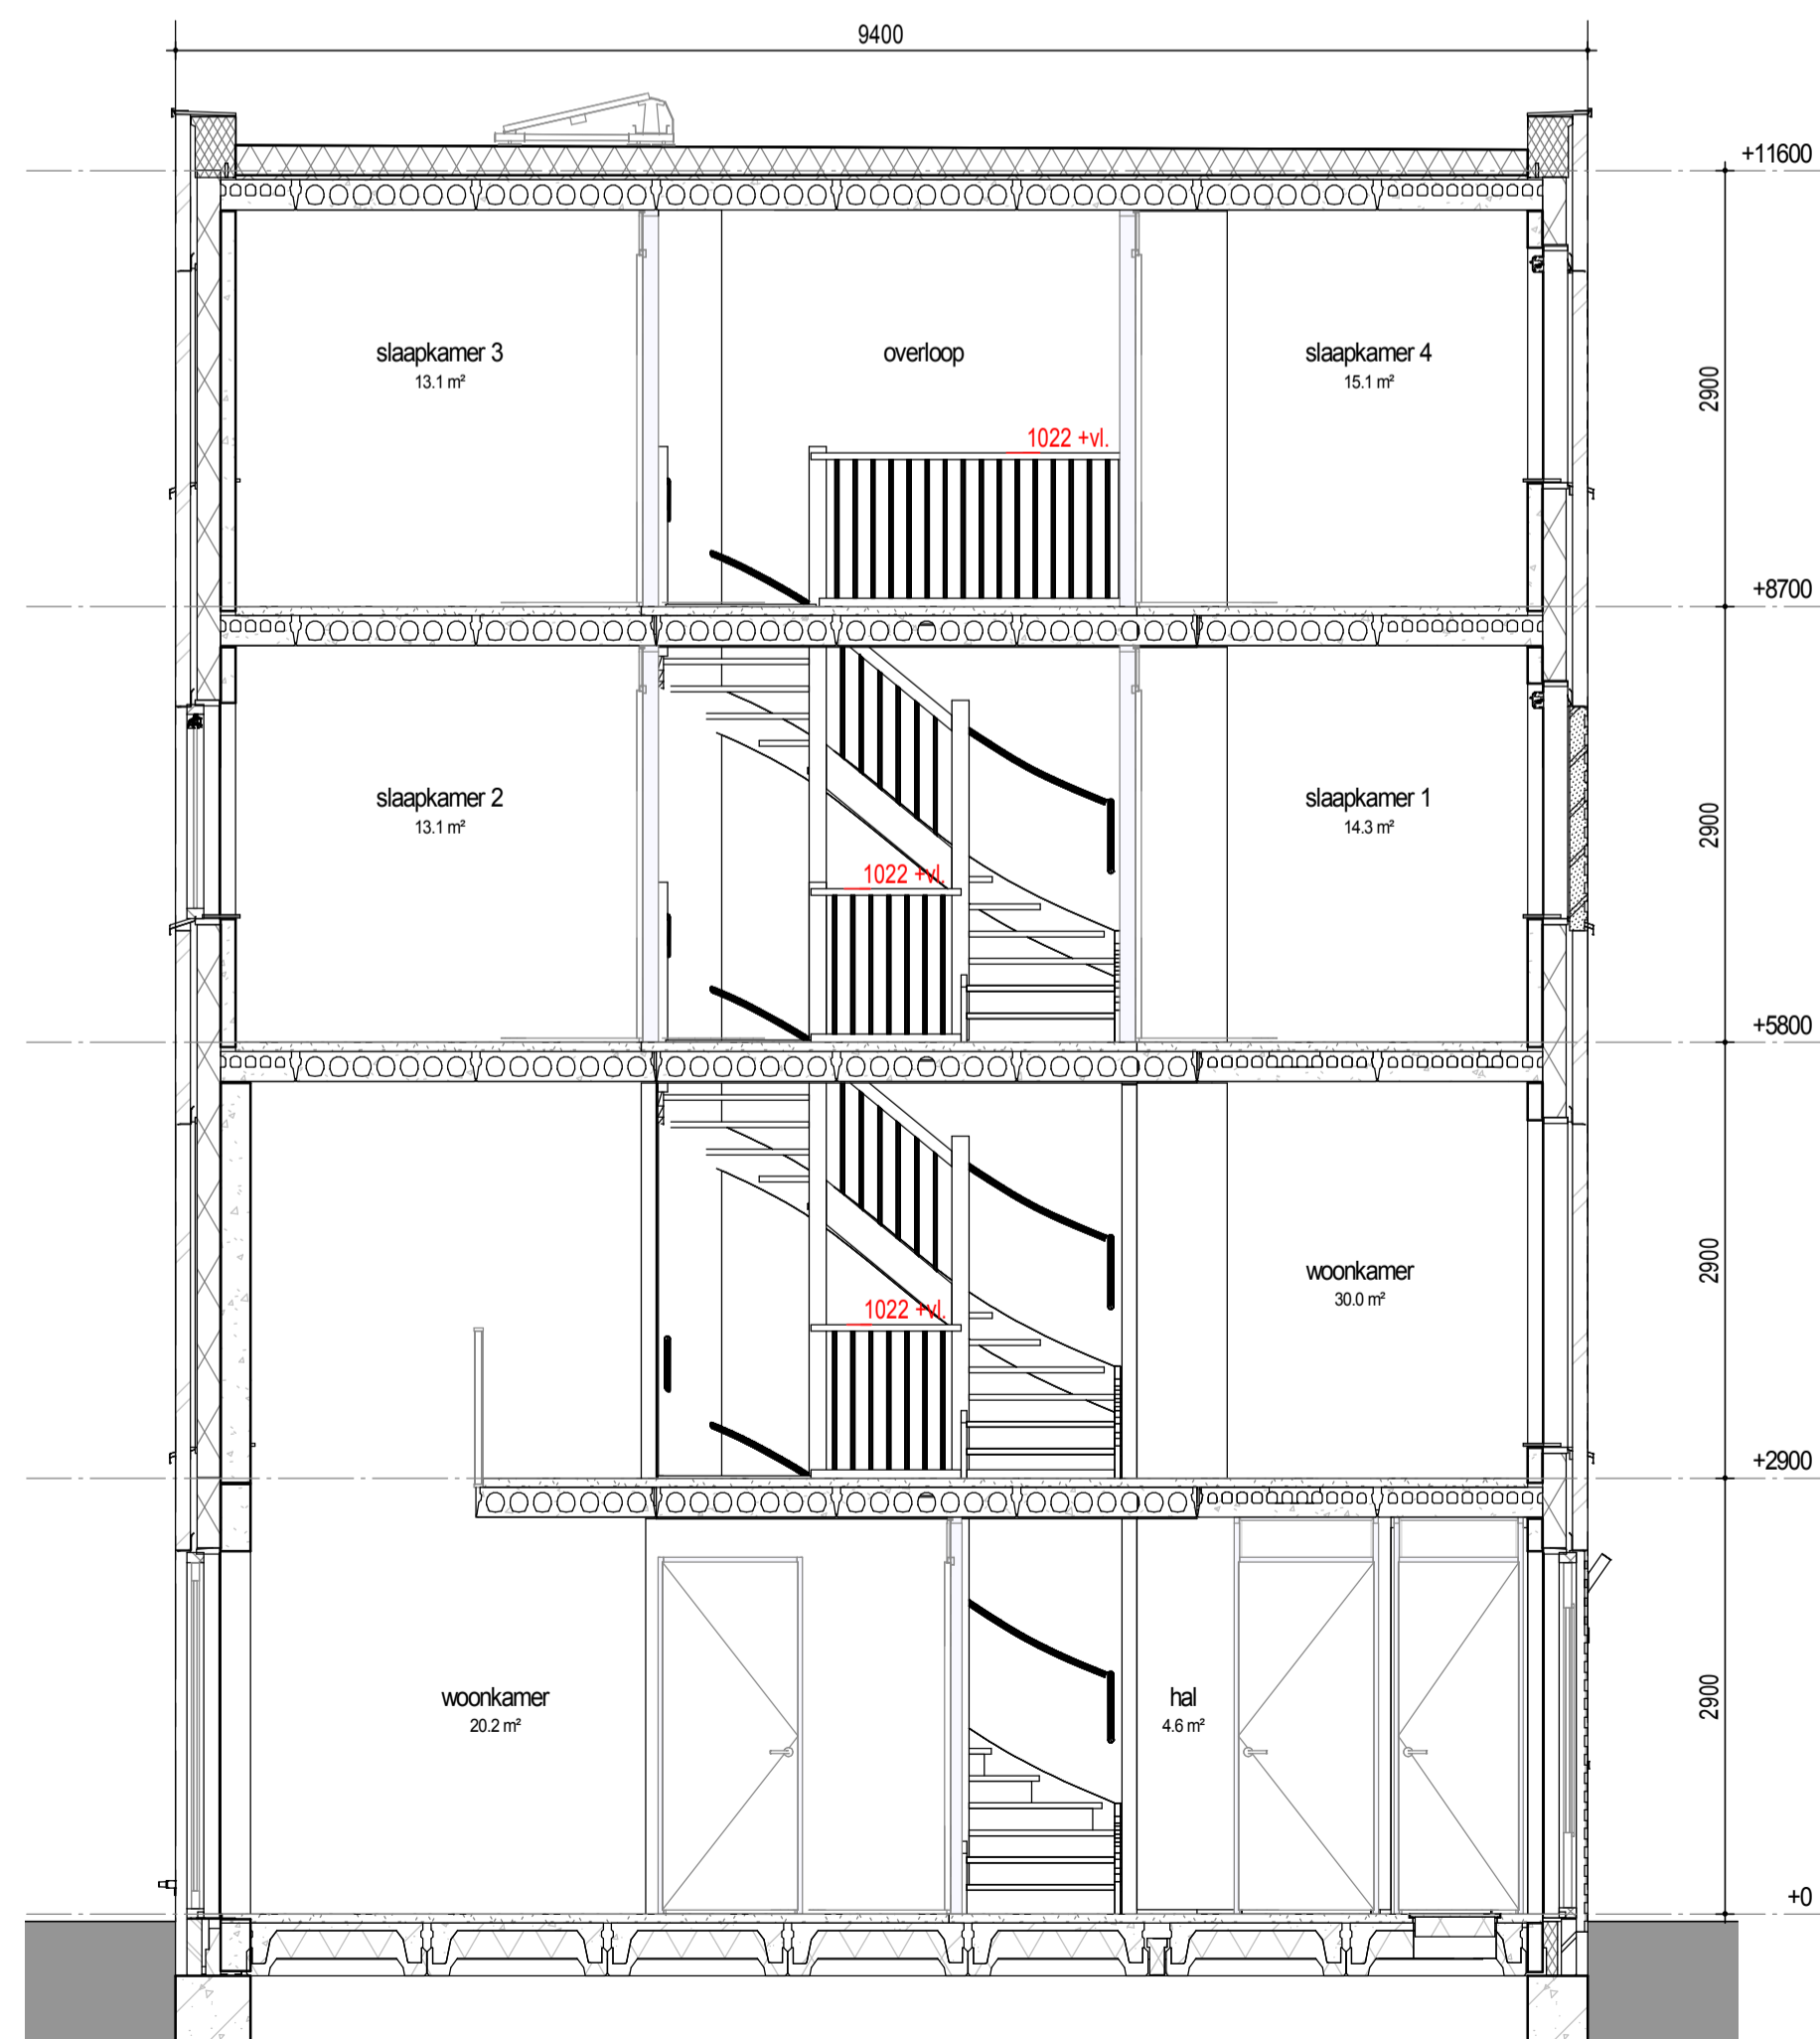 9400
+11600
slaapkamer 3
13.1 m²
overloop
slaapkamer 4
15.1 m²
2900
1022 +vl.
+8700
slaapkamer 2
13.1 m²
slaapkamer 1
14.3 m²
2900
1022 +vl.
+5800
woonkamer
30.0 m²
2900
1022 +vl.
+2900
woonkamer
20.2 m²
hal
4.6 m²
2900
+0